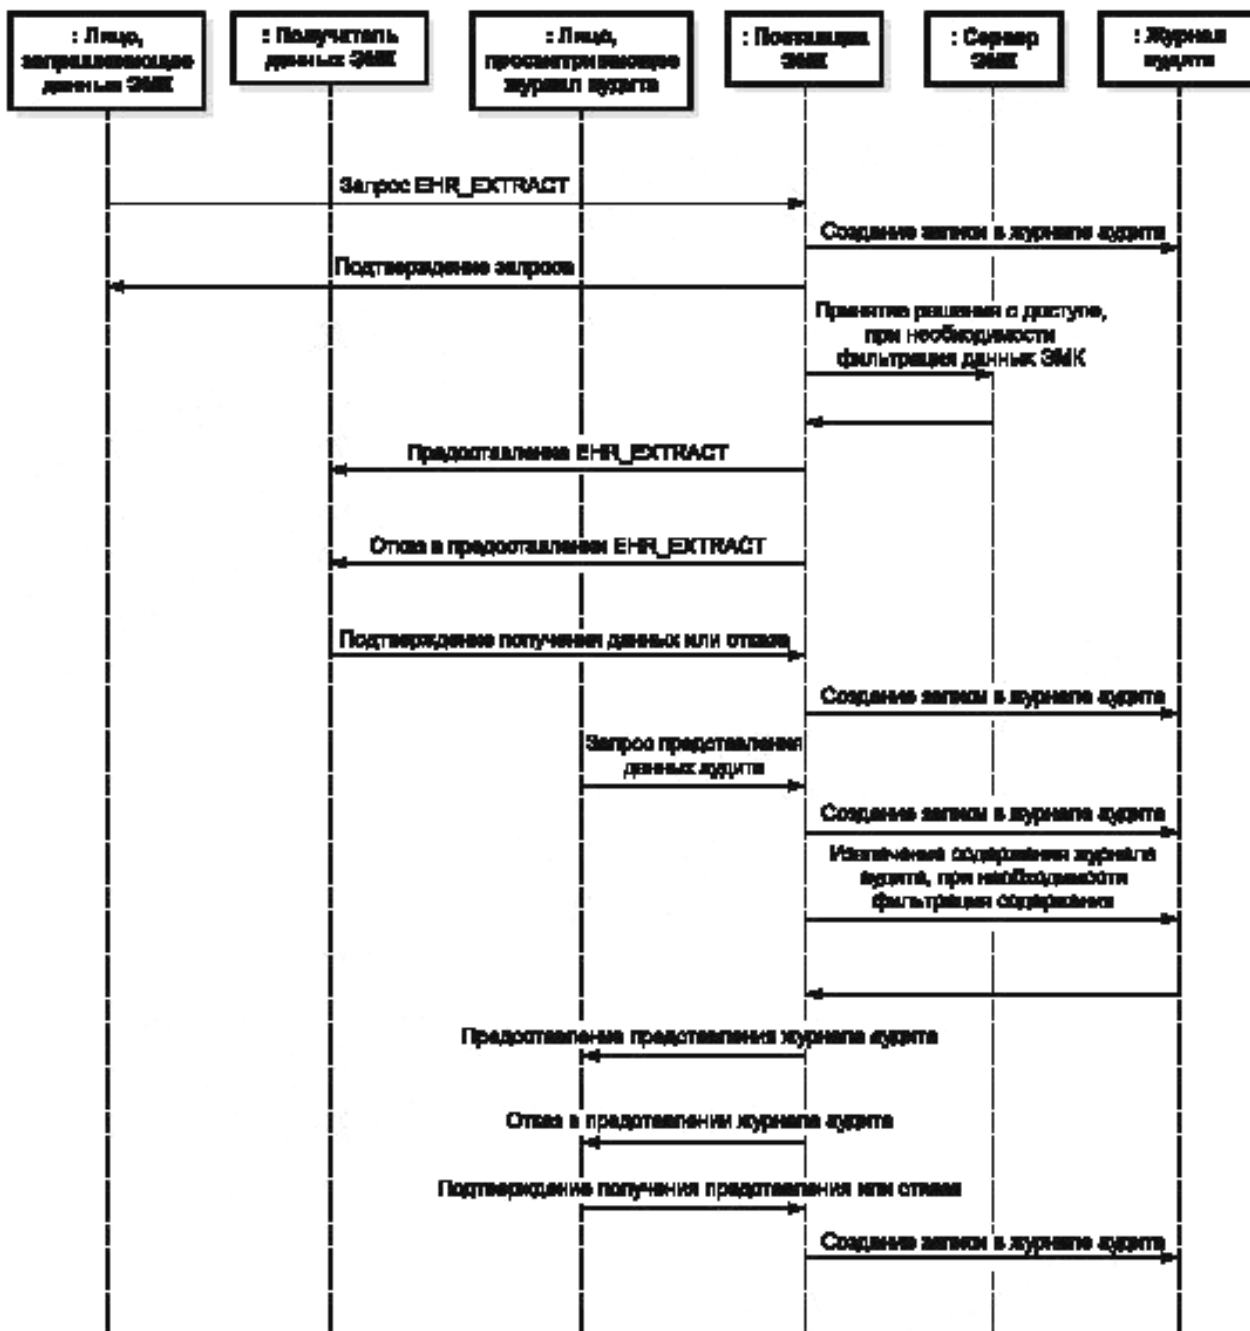 : Лицо,
запрашивающее
данные ЭМК
: Получатель
данных ЭМК
: Лицо,
просматривающее
журнал аудита
: Поставщик
ЭМК
: Сервер
ЭМК
: Журнал
аудита
Запрос EHR_EXTRACT
Создание записи в журнале аудита
Подтверждение запроса
Принятие решения о доступе,
при необходимости
фильтрация данных ЭМК
Предоставление EHR_EXTRACT
Отказ в предоставлении EHR_EXTRACT
Подтверждение получения данных или отказа
Создание записи в журнале аудита
Запрос представления
данных аудита
Создание записи в журнале аудита
Извлечение содержания журнала
аудита, при необходимости
фильтрация содержания
Предоставление представления журнала аудита
Отказ в предотавлении журнала аудита
Подтверждение получения представления или отказа
Создание записи в журнале аудита